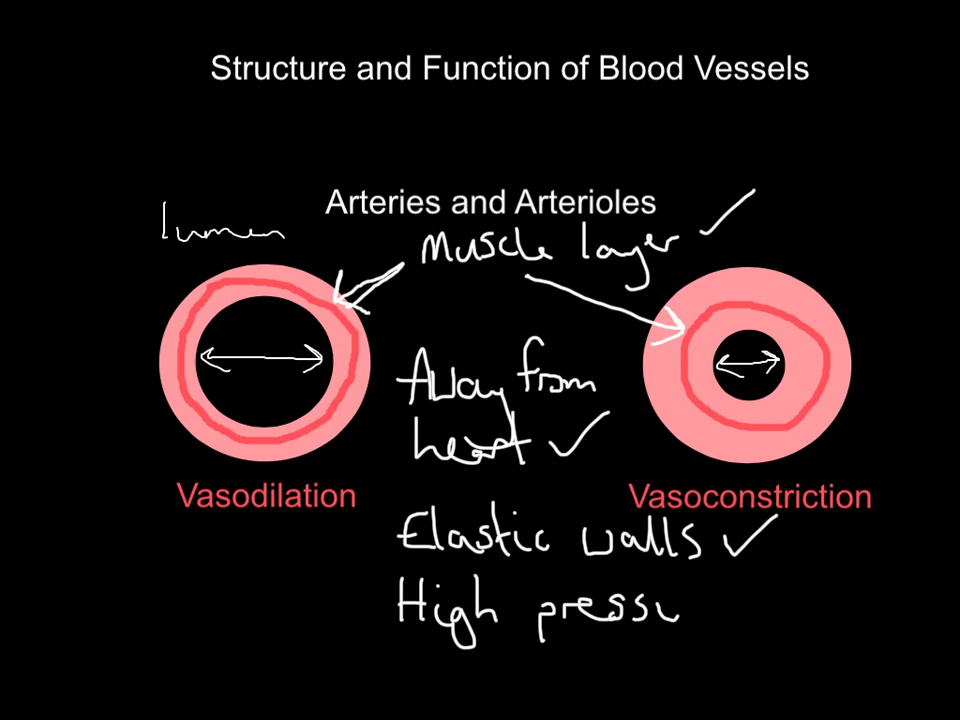 Structure and Function of Blood Vessels
Arteries and Arterioles
lumen
Muscle layer ✓
Away from
heart ✓
Vasodilation
Vasoconstriction
Elastic walls ✓
High pressu